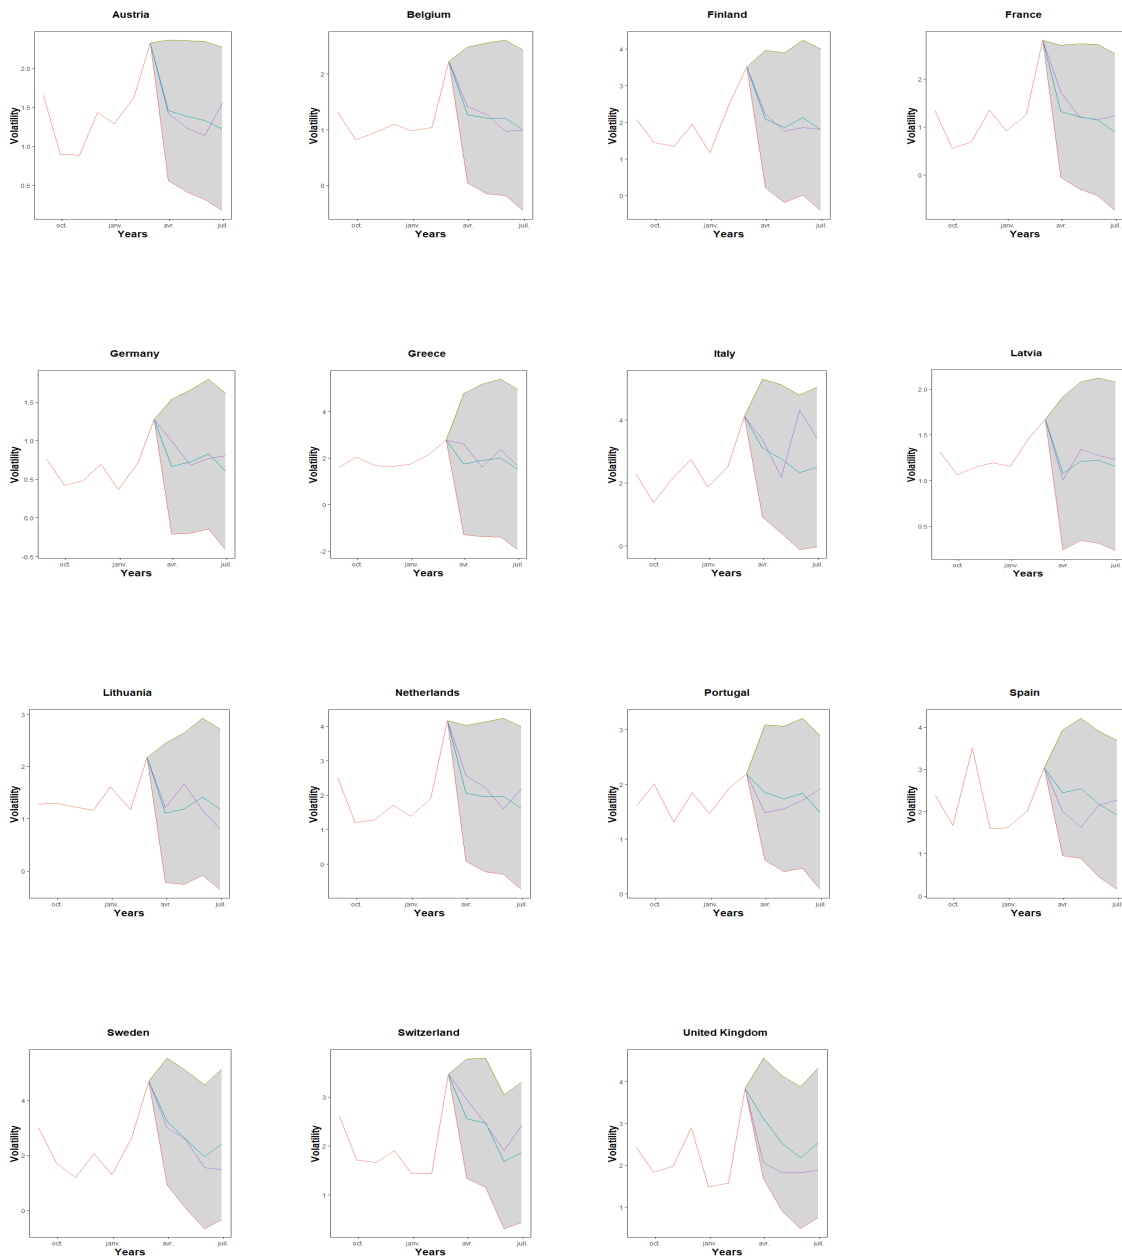 Austria
Volatility
2.0
1.5
1.0
0.5
oct.
janv.
avr.
juil.
Years
Belgium
Volatility
2
1
0
oct.
janv.
avr.
juil.
Years
Finland
Volatility
4
3
2
1
0
oct.
janv.
avr.
juil.
Years
France
Volatility
2
1
0
oct.
janv.
avr.
juil.
Years
Germany
Volatility
1.5
1.0
0.5
0.0
-0.5
oct.
janv.
avr.
juil.
Years
Greece
Volatility
4
2
0
-2
oct.
janv.
avr.
juil.
Years
Italy
Volatility
4
2
0
oct.
janv.
avr.
juil.
Years
Latvia
Volatility
2.0
1.5
1.0
0.5
oct.
janv.
avr.
juil.
Years
Lithuania
Volatility
3
2
1
0
oct.
janv.
avr.
juil.
Years
Netherlands
Volatility
4
3
2
1
0
oct.
janv.
avr.
juil.
Years
Portugal
Volatility
3
2
1
0
oct.
janv.
avr.
juil.
Years
Spain
Volatility
4
3
2
1
0
oct.
janv.
avr.
juil.
Years
Sweden
Volatility
4
2
0
oct.
janv.
avr.
juil.
Years
Switzerland
Volatility
3
2
1
oct.
janv.
avr.
juil.
Years
United Kingdom
Volatility
4
3
2
1
oct.
janv.
avr.
juil.
Years